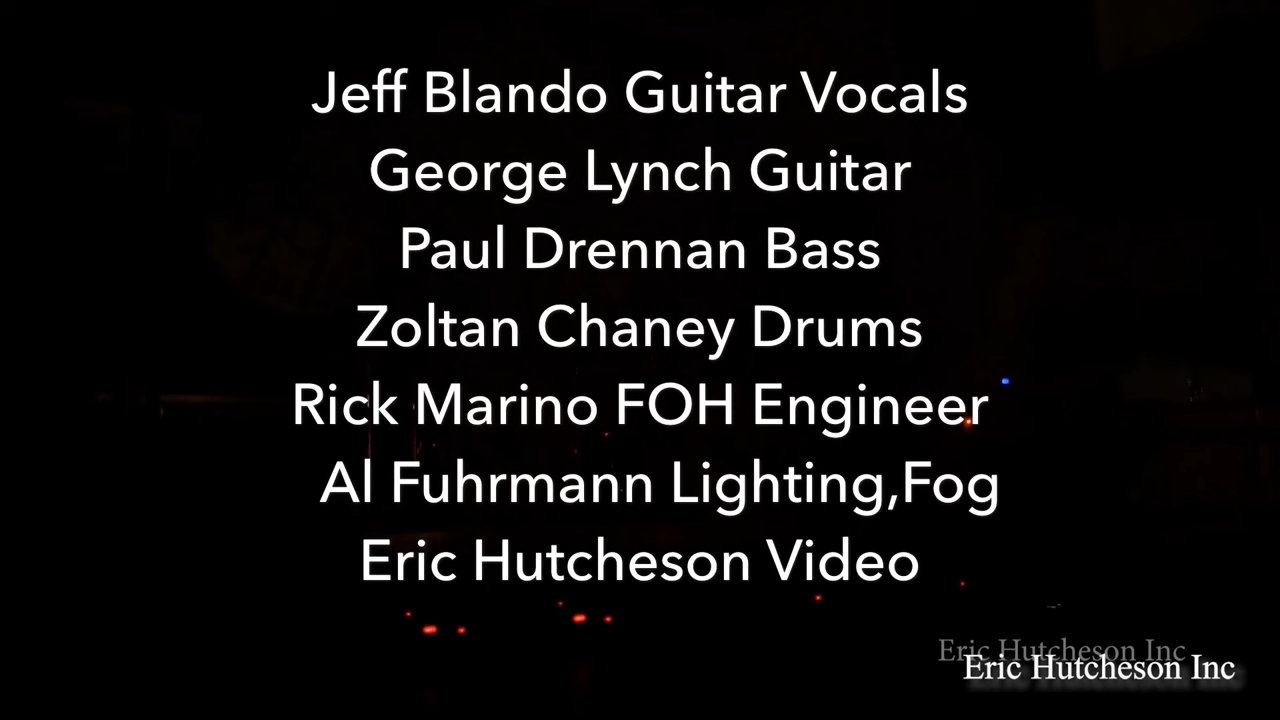 Jeff Blando Guitar Vocals
George Lynch Guitar
Paul Drennan Bass
Zoltan Chaney Drums
Rick Marino FOH Engineer
Al Fuhrmann Lighting,Fog
Eric Hutcheson Video
Eric Hutcheson Inc
Eric Hutcheson Inc